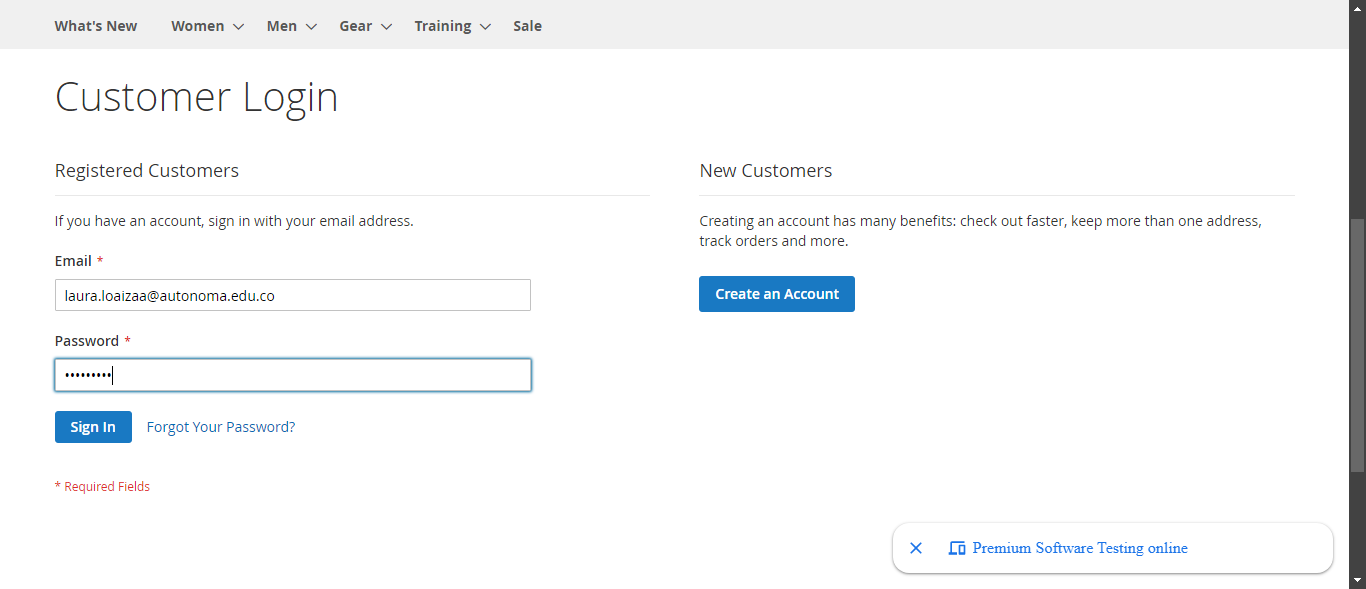 What's New Women Men Gear Training Sale
Customer Login
Registered Customers
If you have an account, sign in with your email address.
Email *
laura.loaizaa@autonoma.edu.co
Password *
•••••••••
Sign In Forgot Your Password?
* Required Fields
New Customers
Creating an account has many benefits: check out faster, keep more than one address,
track orders and more.
Create an Account
Premium Software Testing online